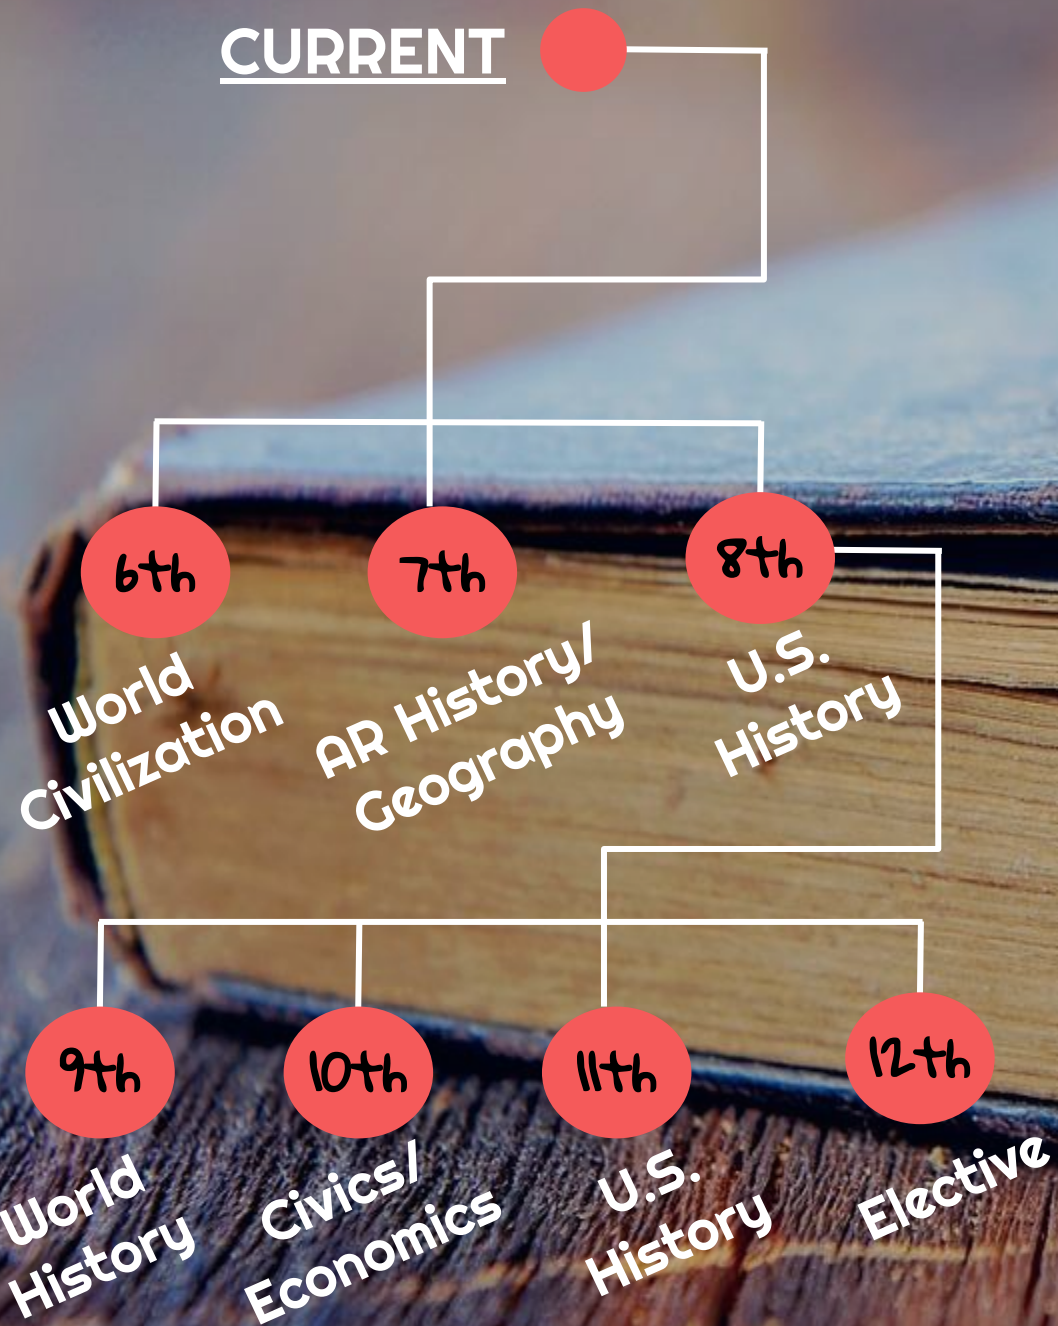 CURRENT
6th
7th
8th
World
Civilization
AR History/
Geography
U.S.
History
9th
10th
11th
12th
World
History
Civics/
Economics
U.S.
History
Elective